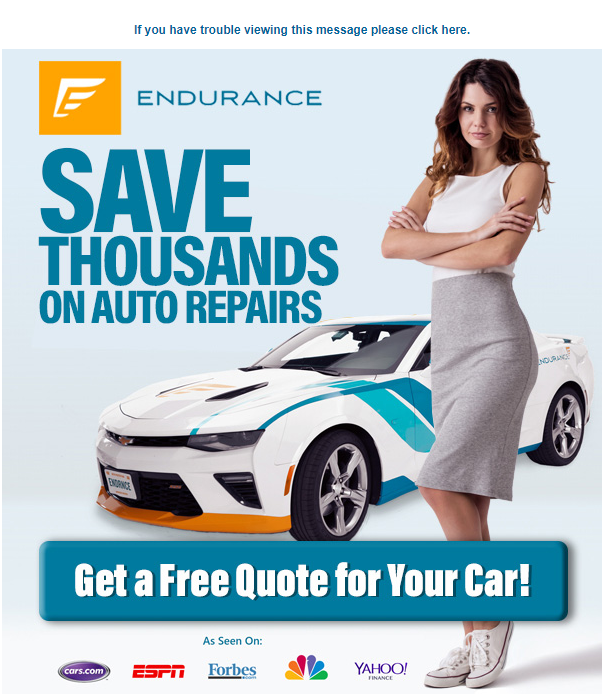 If you have trouble viewing this message please click here.
ENDURANCE
SAVE
THOUSANDS
ON AUTO REPAIRS
ENDURANCE
ENDRNCE
Get a Free Quote for Your Car!
As Seen On:
cars.com
ESPN
Forbes
YAHOO!
FINANCE